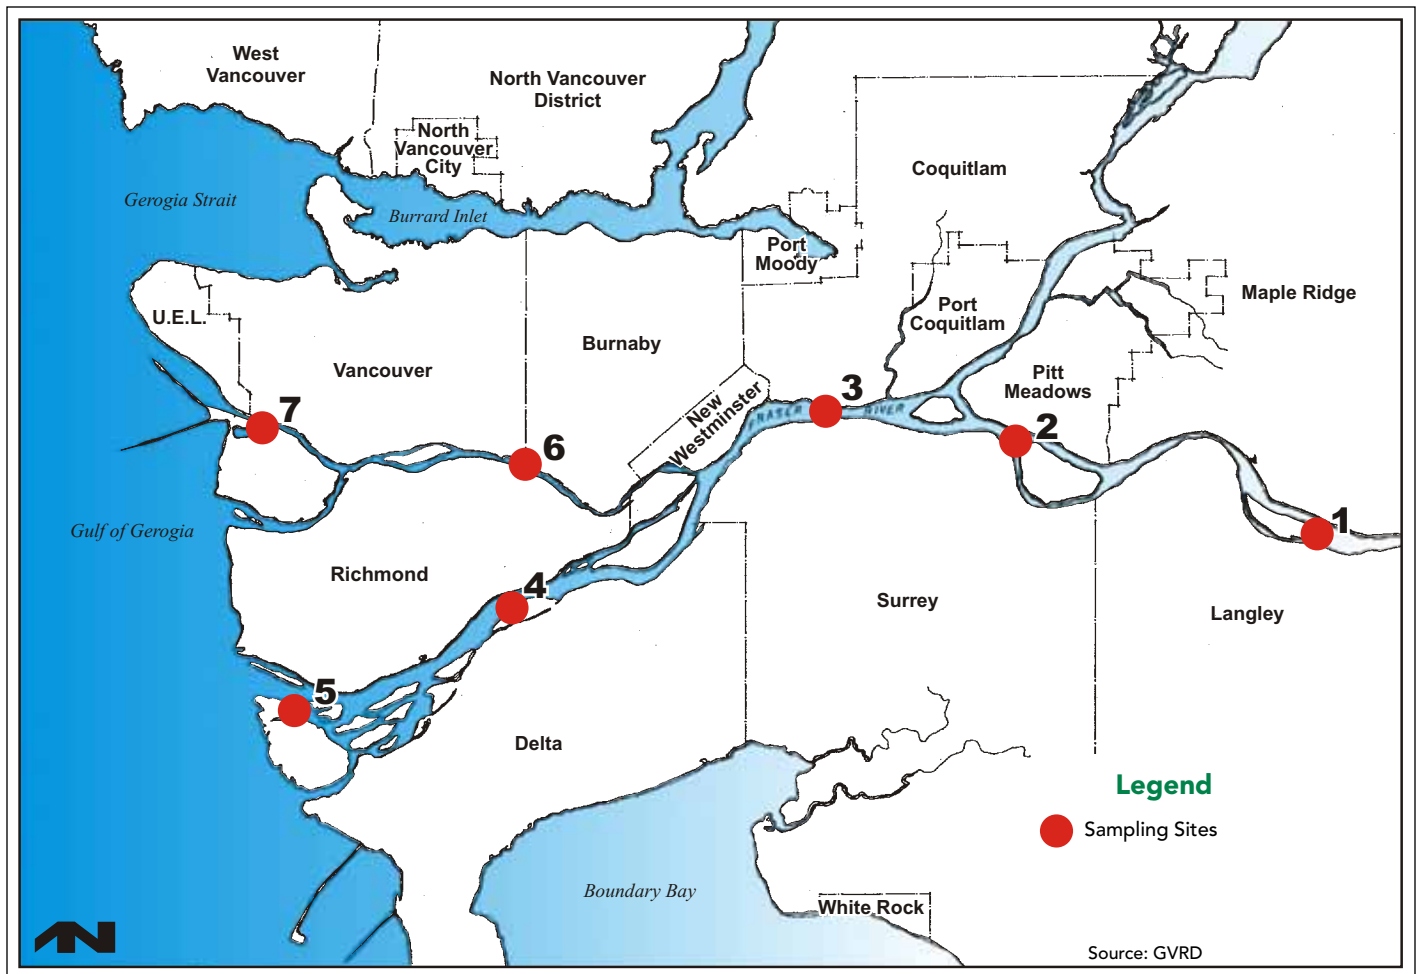 West
Vancouver
North Vancouver
District
North
Vancouver
City
Coquitlam
Gerogia Strait
Burrard Inlet
Port
Moody
Maple Ridge
U.E.L.
Port
Coquitlam
Burnaby
Vancouver
Pitt
Meadows
New
Westminster
FRASER RIVER
3
7
2
6
1
Gulf of Gerogia
Richmond
4
Surrey
Langley
5
Delta
Legend
Sampling Sites
Boundary Bay
White Rock
N
Source: GVRD